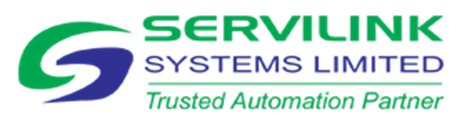 SERVILINK
SYSTEMS LIMITED
Trusted Automation Partner